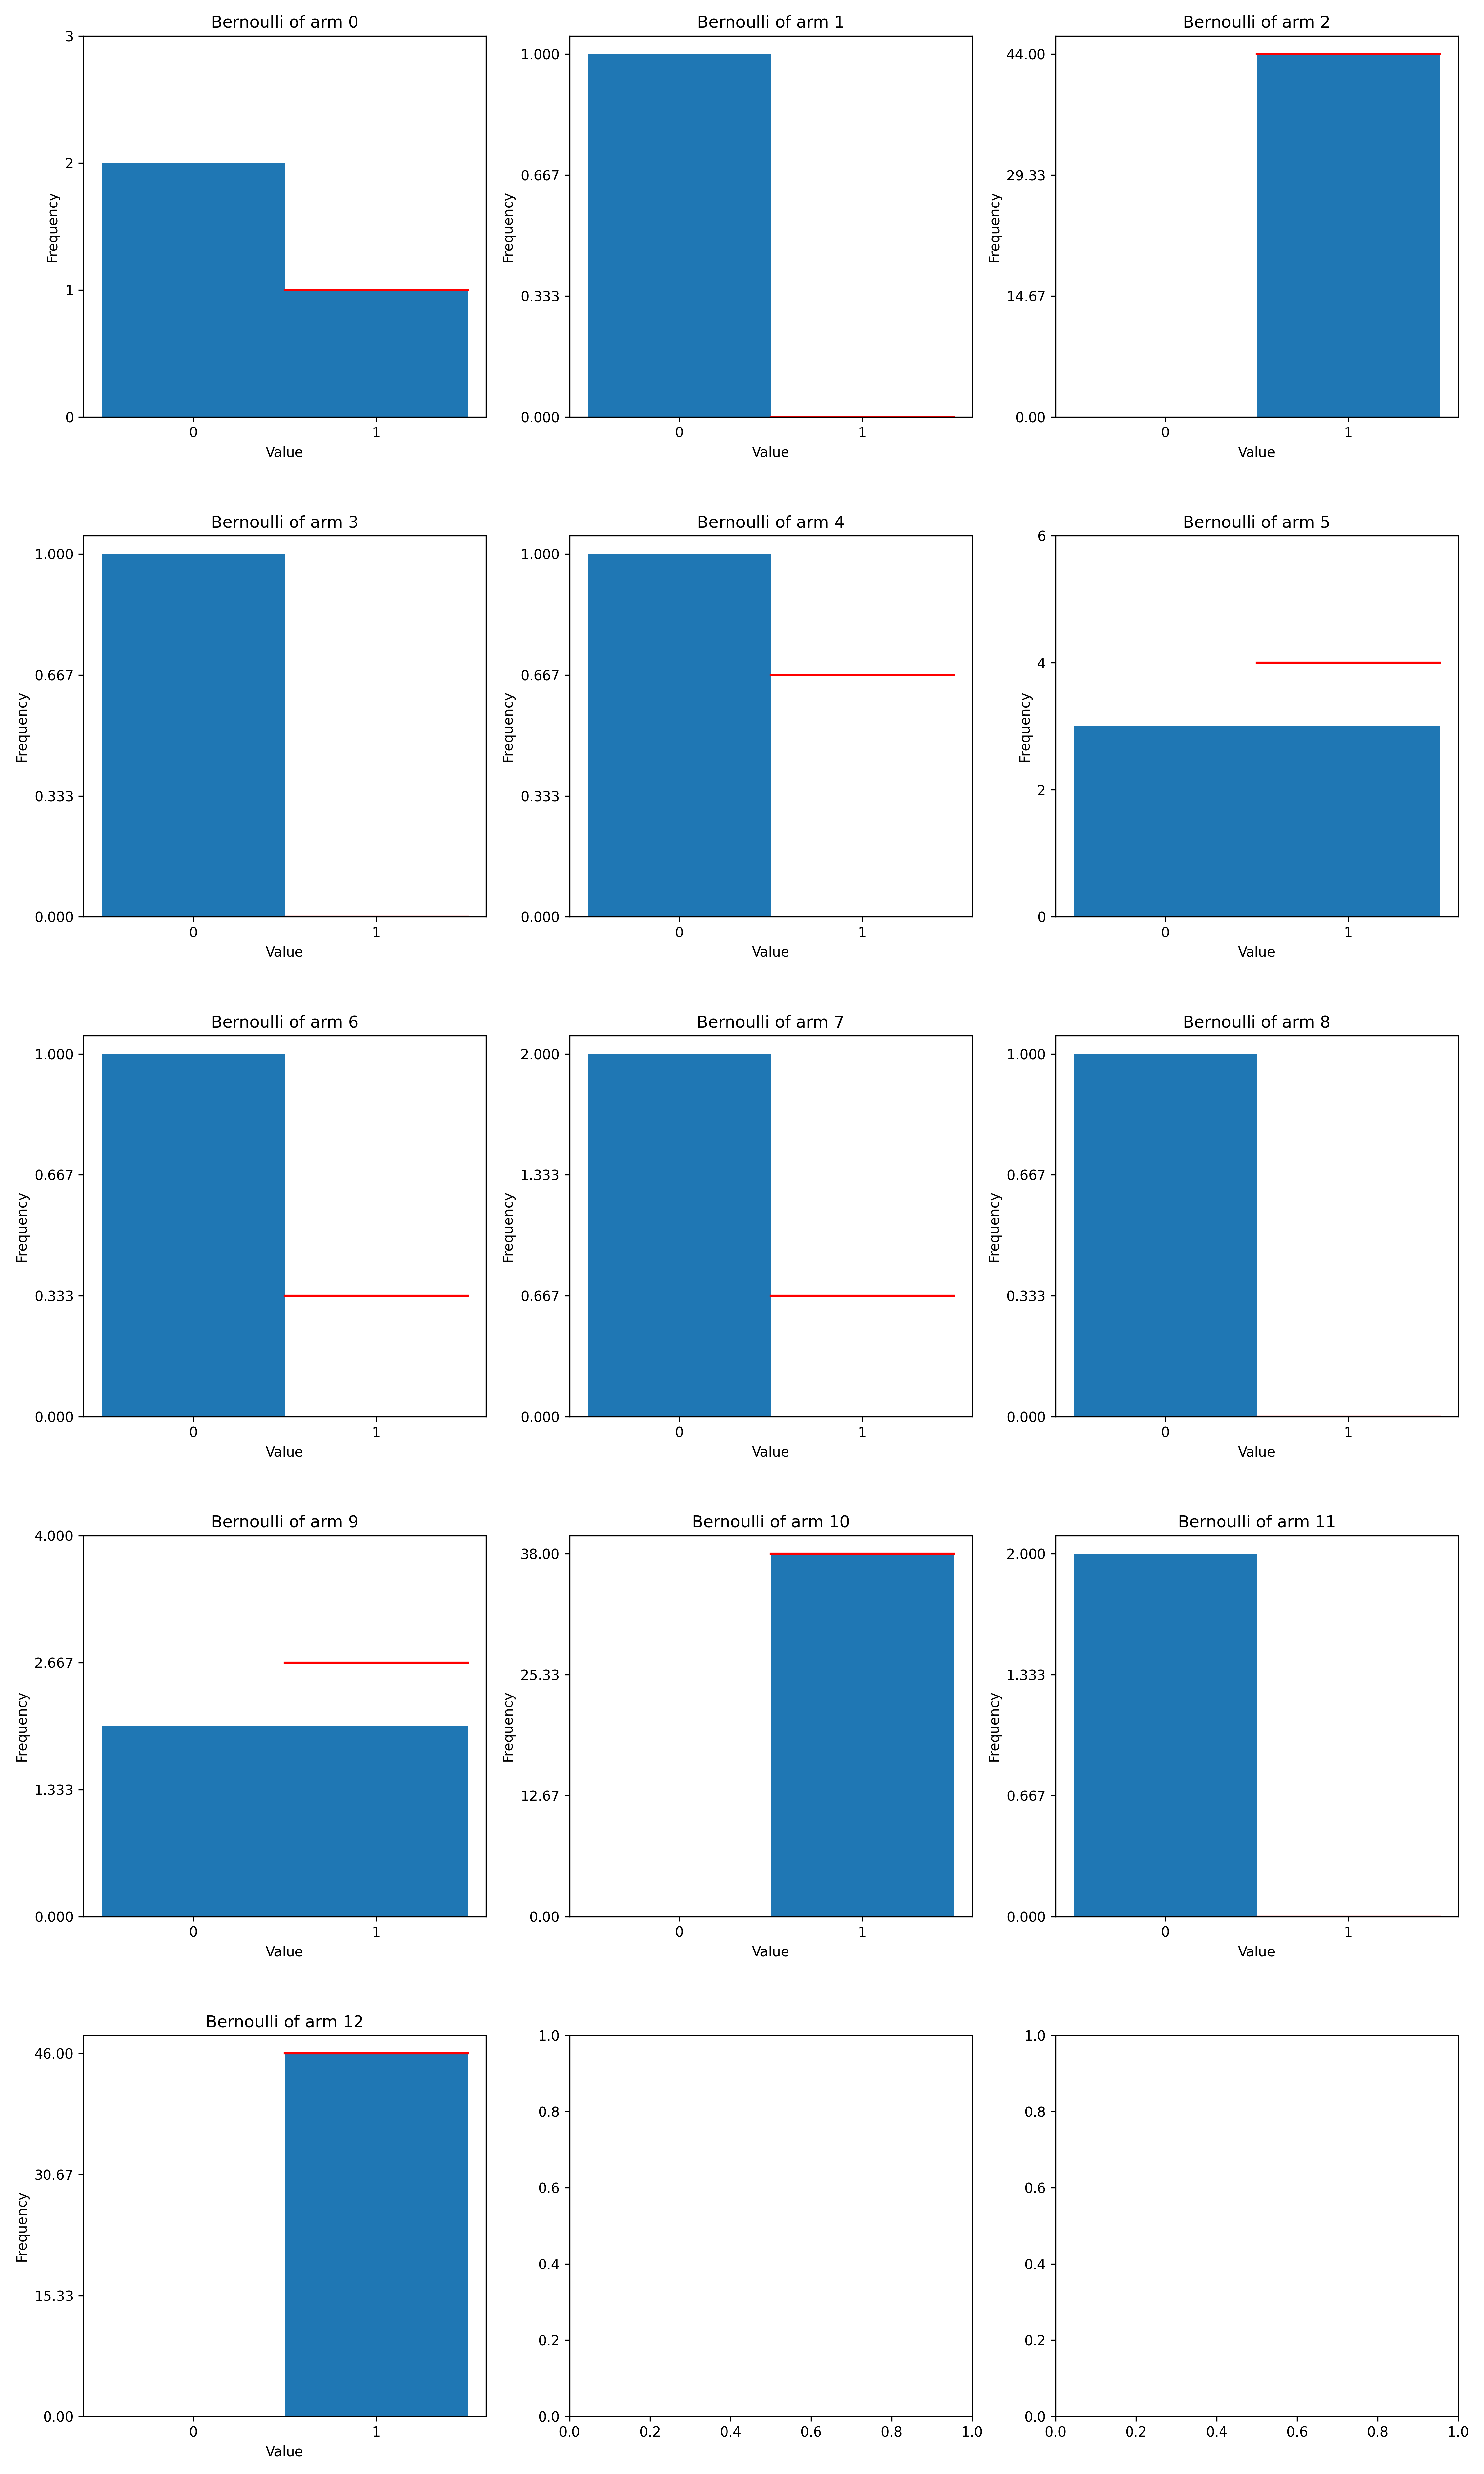 Bernoulli of arm 0
3
2
1
0
Frequency
0 1
Value
Bernoulli of arm 1
1.000
0.667
0.333
0.000
Frequency
0 1
Value
Bernoulli of arm 2
44.00
29.33
14.67
0.00
Frequency
0 1
Value
Bernoulli of arm 3
1.000
0.667
0.333
0.000
Frequency
0 1
Value
Bernoulli of arm 4
1.000
0.667
0.333
0.000
Frequency
0 1
Value
Bernoulli of arm 5
6
4
2
0
Frequency
0 1
Value
Bernoulli of arm 6
1.000
0.667
0.333
0.000
Frequency
0 1
Value
Bernoulli of arm 7
2.000
1.333
0.667
0.000
Frequency
0 1
Value
Bernoulli of arm 8
1.000
0.667
0.333
0.000
Frequency
0 1
Value
Bernoulli of arm 9
4.000
2.667
1.333
0.000
Frequency
0 1
Value
Bernoulli of arm 10
38.00
25.33
12.67
0.00
Frequency
0 1
Value
Bernoulli of arm 11
2.000
1.333
0.667
0.000
Frequency
0 1
Value
Bernoulli of arm 12
46.00
30.67
15.33
0.00
Frequency
0 1
Value
1.0
0.8
0.6
0.4
0.2
0.0
0.0 0.2 0.4 0.6 0.8 1.0
1.0
0.8
0.6
0.4
0.2
0.0
0.0 0.2 0.4 0.6 0.8 1.0